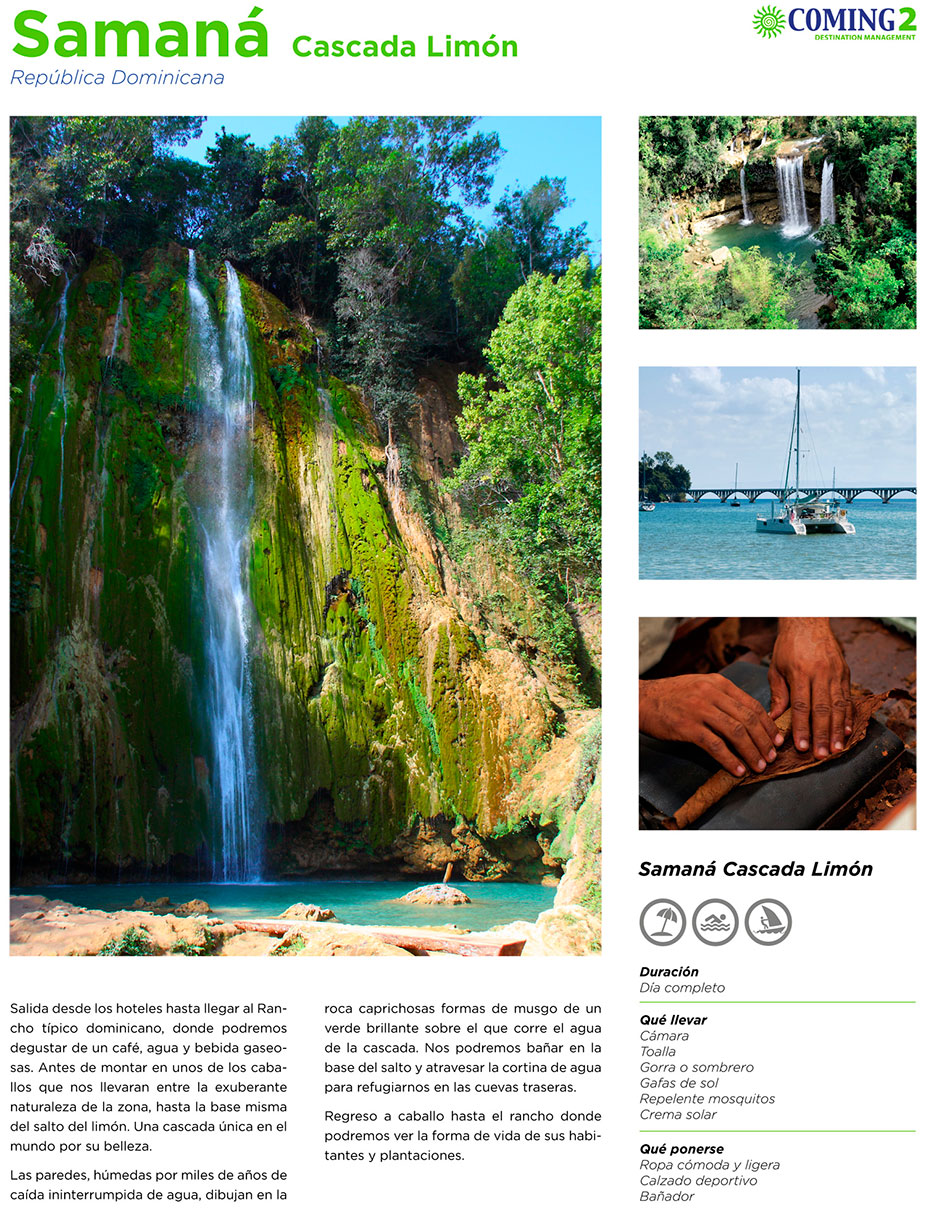 Samaná Cascada Limón
República Dominicana
COMING2
DESTINATION MANAGEMENT
Salida desde los hoteles hasta llegar al Ran-
cho típico dominicano, donde podremos
degustar de un café, agua y bebida gaseo-
sas. Antes de montar en unos de los caba-
llos que nos llevaran entre la exuberante
naturaleza de la zona, hasta la base misma
del salto del limón. Una cascada única en el
mundo por su belleza.
Las paredes, húmedas por miles de años de
caída ininterrumpida de agua, dibujan en la
roca caprichosas formas de musgo de un
verde brillante sobre el que corre el agua
de la cascada. Nos podremos bañar en la
base del salto y atravesar la cortina de agua
para refugiarnos en las cuevas traseras.
Regreso a caballo hasta el rancho donde
podremos ver la forma de vida de sus habi-
tantes y plantaciones.
Samaná Cascada Limón
Duración
Día completo
Qué llevar
Cámara
Toalla
Gorra o sombrero
Gafas de sol
Repelente mosquitos
Crema solar
Qué ponerse
Ropa cómoda y ligera
Calzado deportivo
Bañador